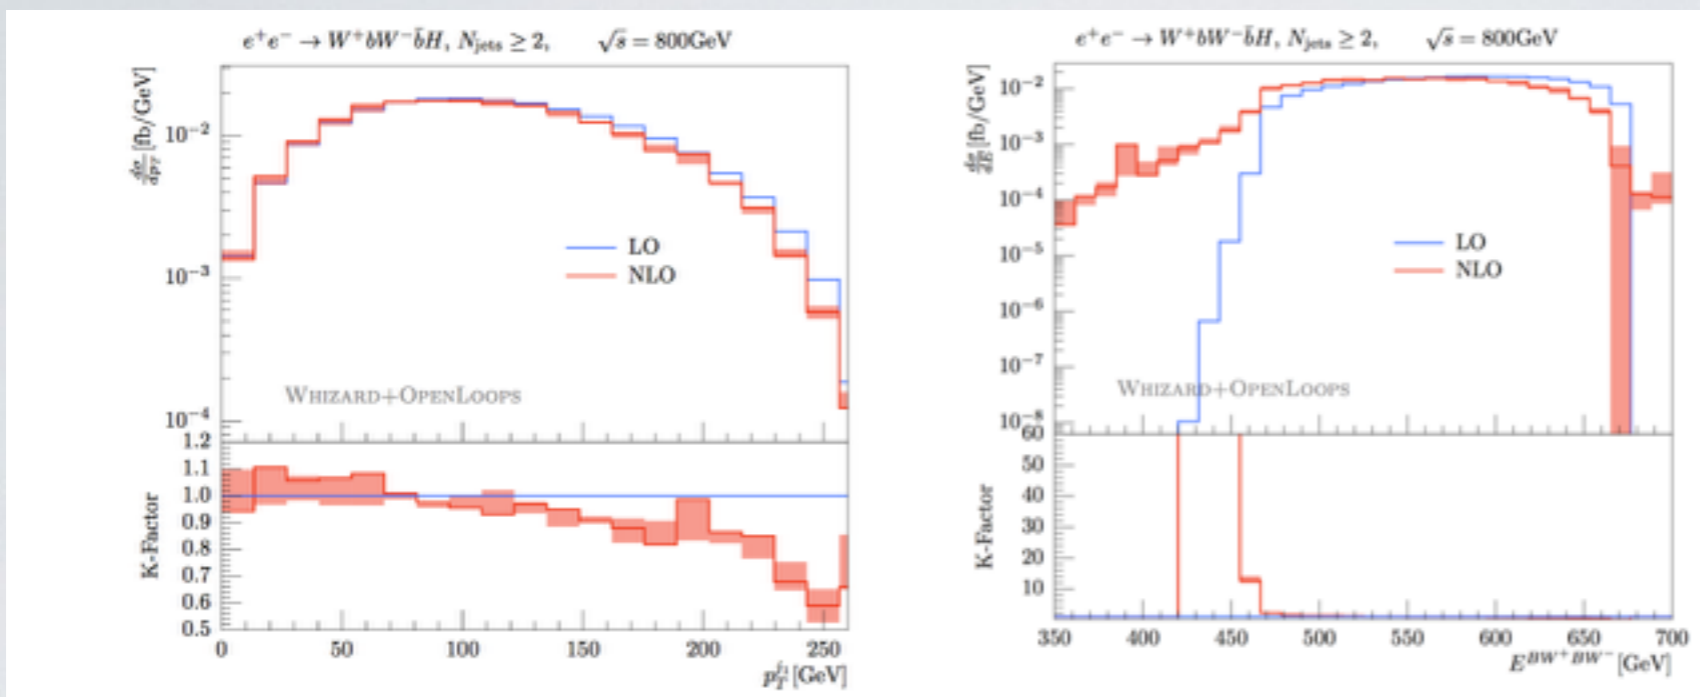 e⁺e⁻ → W⁺bW⁻b̄H, N_jets ≥ 2, √s = 800GeV
dσ/dp_T [fb/GeV]
10⁻²
10⁻³
10⁻⁴
LO
NLO
WHIZARD+OPENLOOPS
K-Factor
1.2
1.1
1.0
0.9
0.8
0.7
0.6
0.5
0 50 100 150 200 250
[GeV]
e⁺e⁻ → W⁺bW⁻b̄H, N_jets ≥ 2, √s = 800GeV
dσ/dE [fb/GeV]
10⁻²
10⁻³
10⁻⁴
10⁻⁵
10⁻⁶
10⁻⁷
10⁻⁸
LO
NLO
WHIZARD+OPENLOOPS
K-Factor
60
50
40
30
20
10
350 400 450 500 550 600 650 700
E^{BW⁺BW⁻} [GeV]